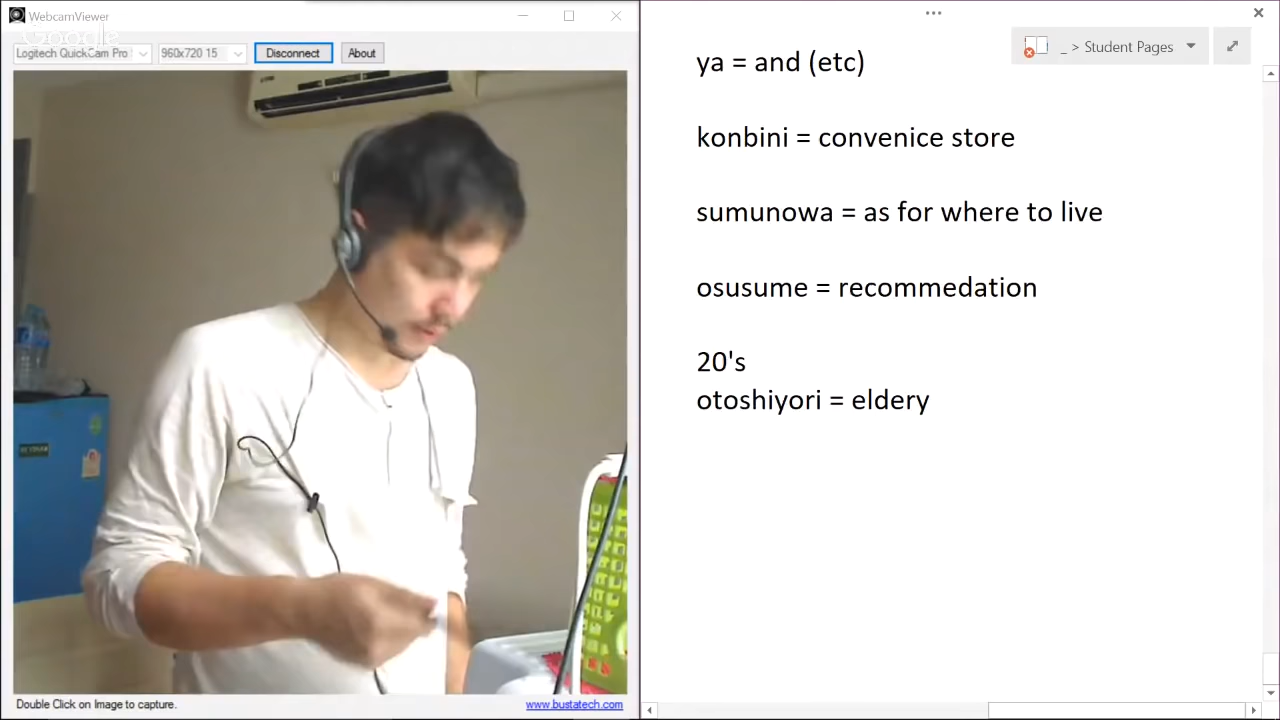 WebcamViewer
Google
Logitech QuickCam Pro
960x720 15
Disconnect
About
Double Click on Image to capture.
www.bustatech.com
_ > Student Pages
ya = and (etc)
konbini = convenice store
sumunowa = as for where to live
osusume = recommedation
20's
otoshiyori = eldery